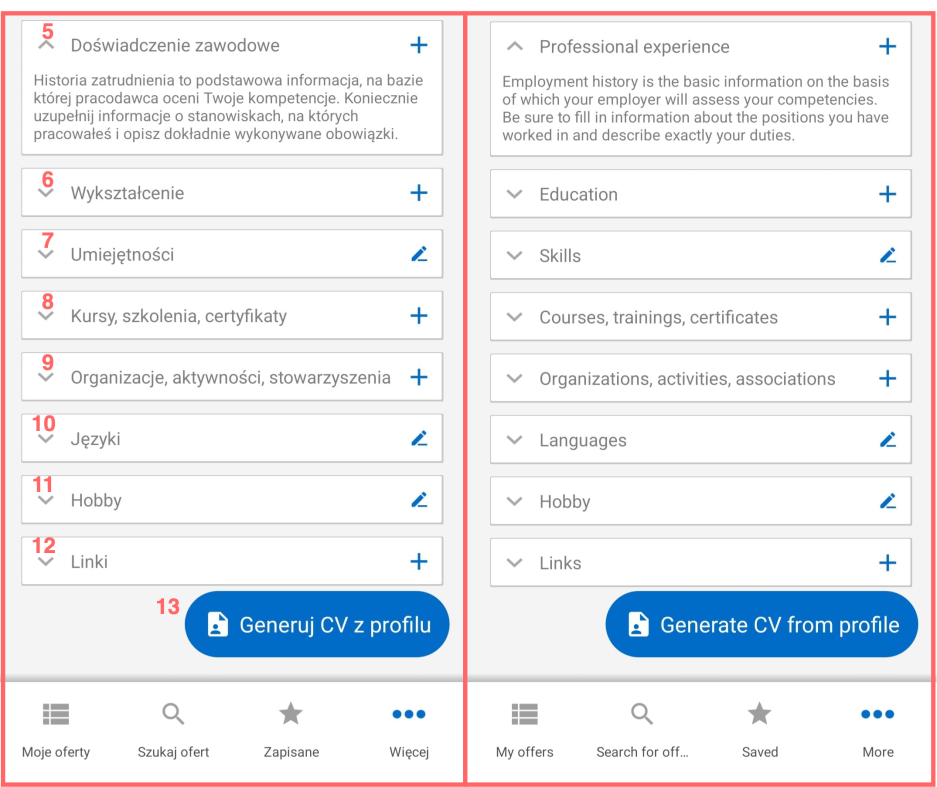 5
Doświadczenie zawodowe
Historia zatrudnienia to podstawowa informacja, na bazie
której pracodawca oceni Twoje kompetencje. Koniecznie
uzupełnij informacje o stanowiskach, na których
pracowałeś i opisz dokładnie wykonywane obowiązki.
6
Wykształcenie
7
Umiejętności
8
Kursy, szkolenia, certyfikaty
9
Organizacje, aktywności, stowarzyszenia
10
Języki
11
Hobby
12
Linki
13
Generuj CV z profilu
Moje oferty
Szukaj ofert
Zapisane
Więcej
Professional experience
Employment history is the basic information on the basis
of which your employer will assess your competencies.
Be sure to fill in information about the positions you have
worked in and describe exactly your duties.
Education
Skills
Courses, trainings, certificates
Organizations, activities, associations
Languages
Hobby
Links
Generate CV from profile
My offers
Search for off...
Saved
More